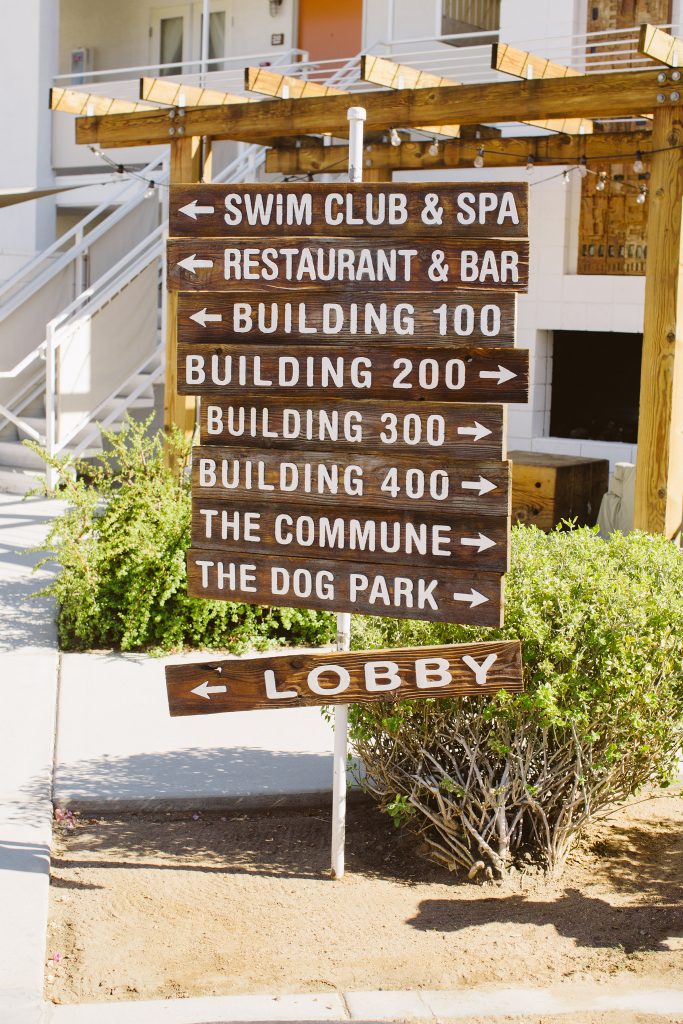 ← SWiM CLUB & SPA
← RESTAURANT & BAR
← BUILDING 100
BUILDING 200 →
BUILDING 300 →
BUILDING 400 →
THE COMMUNE →
THE DOG PARK →
← LOBBY